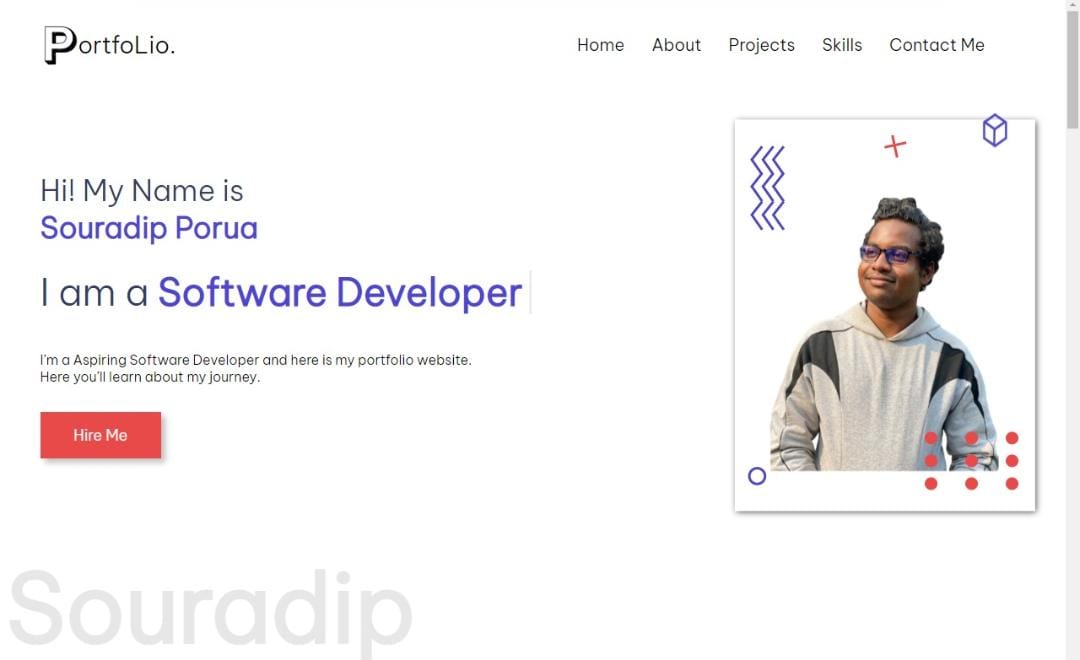 PortfoLio.
Home About Projects Skills Contact Me
Hi! My Name is
Souradip Porua
I am a Software Developer
I'm a Aspiring Software Developer and here is my portfolio website.
Here you'll learn about my journey.
Hire Me
Souradip